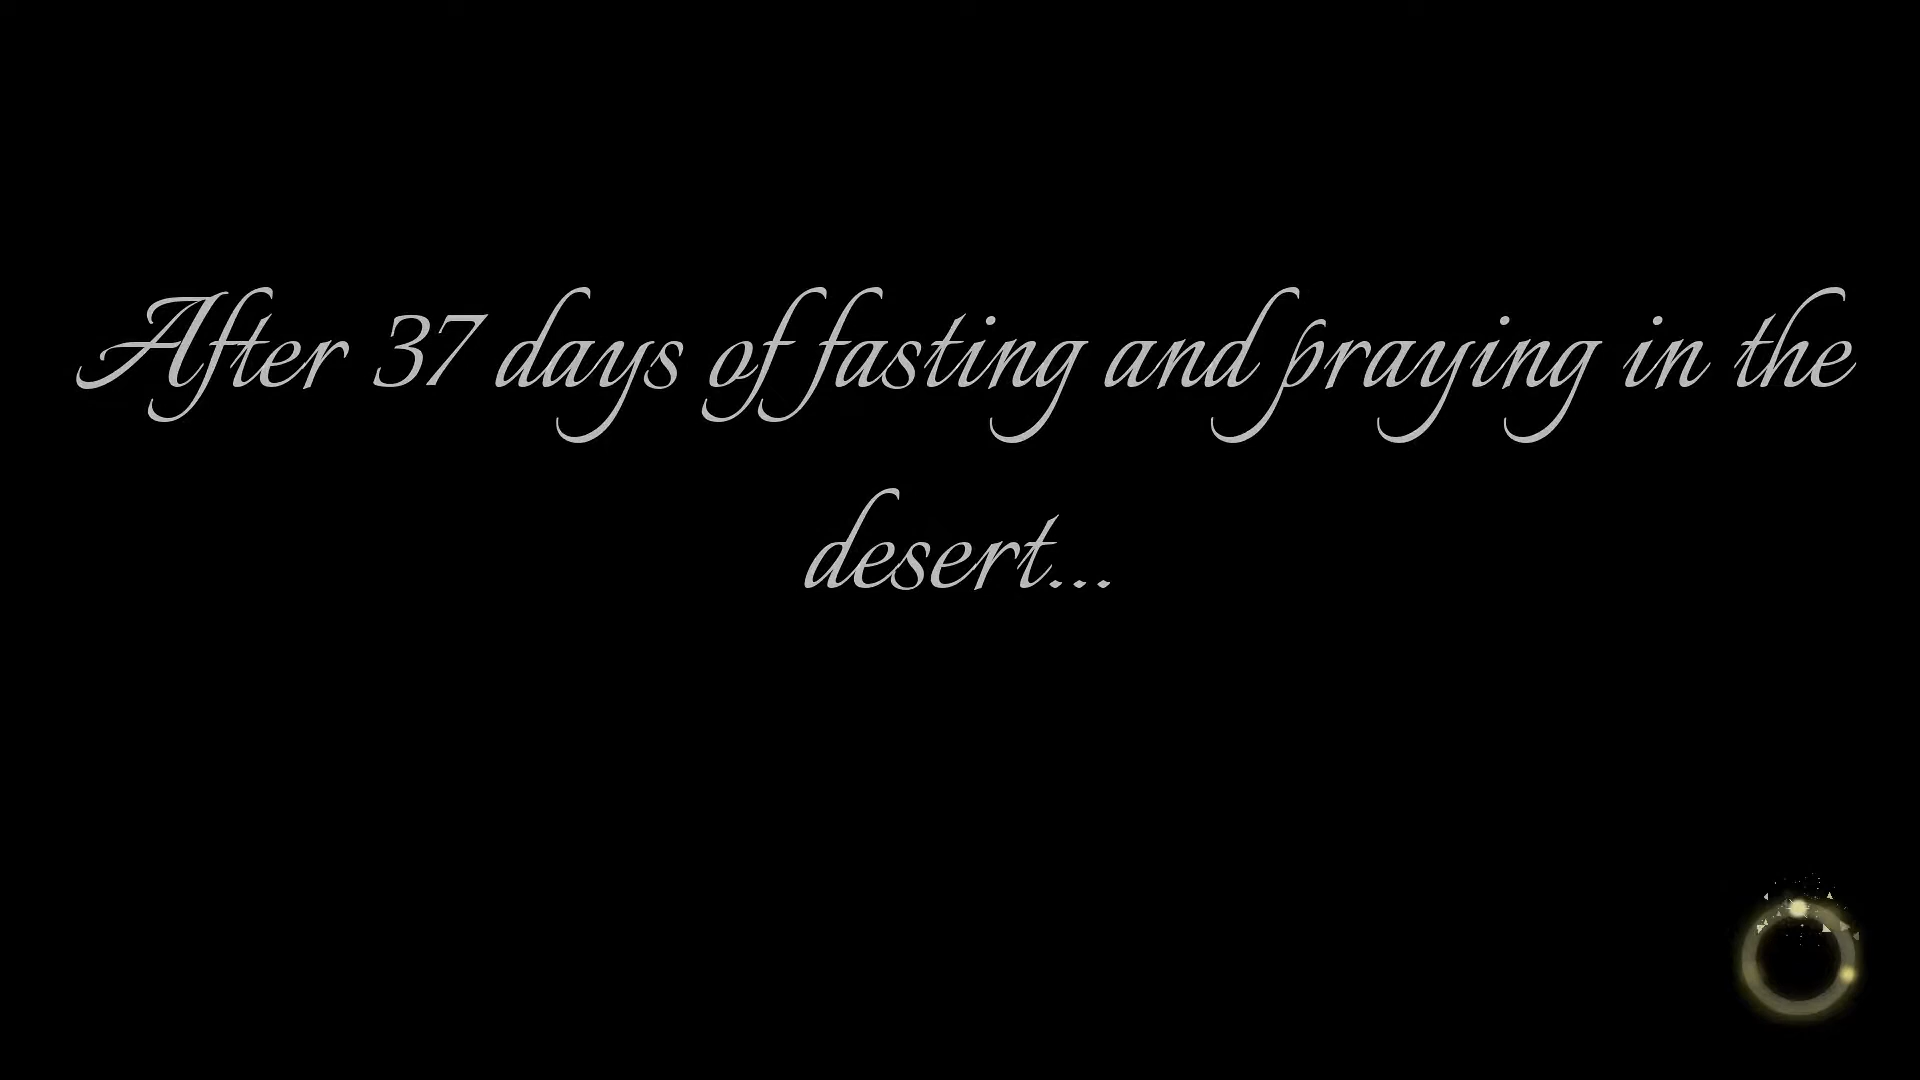 After 37 days of fasting and praying in the
desert...